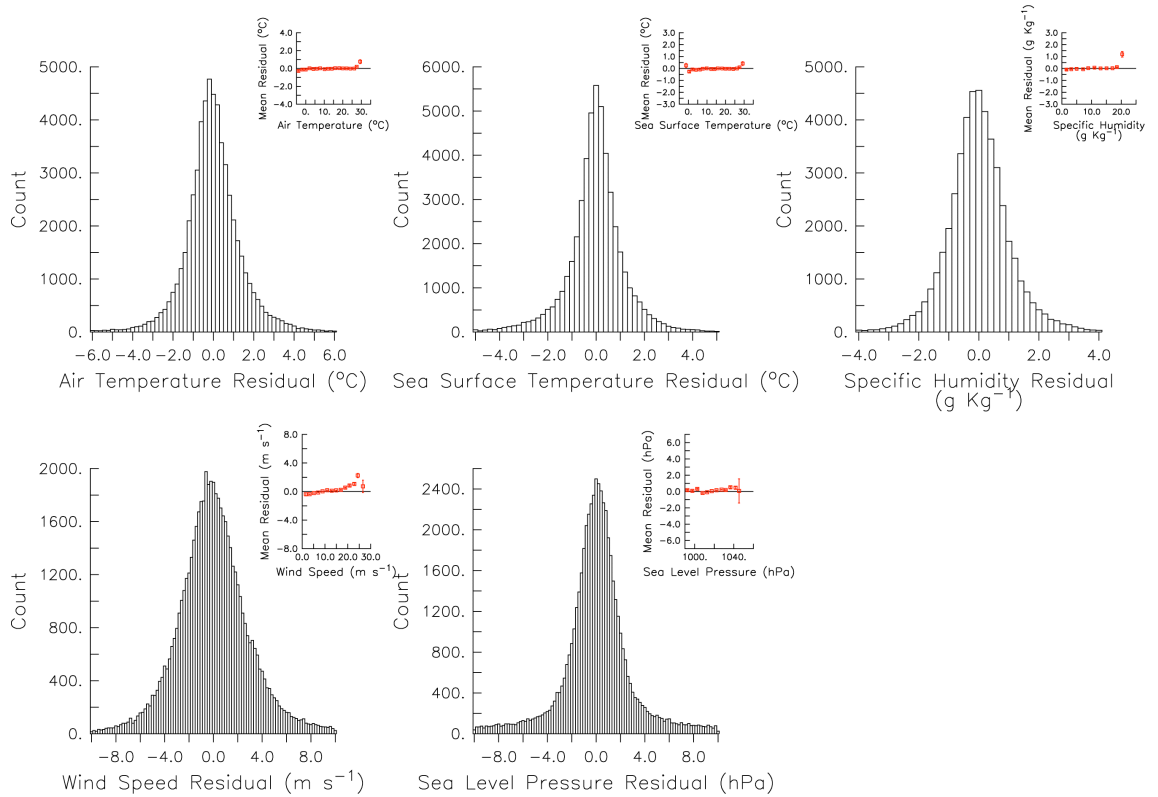 4.0
2.0
0.0
−2.0
−4.0
Mean Residual (°C)
0. 10. 20. 30.
Air Temperature (°C)
5000.
4000.
3000.
2000.
1000.
0.
Count
−6.0 −4.0 −2.0 0.0 2.0 4.0 6.0
Air Temperature Residual (°C)
3.0
2.0
1.0
0.0
−1.0
−2.0
−3.0
Mean Residual (°C)
0. 10. 20. 30.
Sea Surface Temperature (°C)
6000.
5000.
4000.
3000.
2000.
1000.
0.
Count
−4.0 −2.0 0.0 2.0 4.0
Sea Surface Temperature Residual (°C)
3.0
2.0
1.0
0.0
−1.0
−2.0
−3.0
Mean Residual (g Kg⁻¹)
0.0 10.0 20.0
Specific Humidity
(g Kg⁻¹)
5000.
4000.
3000.
2000.
1000.
0.
Count
−4.0 −2.0 0.0 2.0 4.0
Specific Humidity Residual
(g Kg⁻¹)
8.0
4.0
0.0
−4.0
−8.0
Mean Residual (m s⁻¹)
0.0 10.0 20.0 30.0
Wind Speed (m s⁻¹)
2000.
1600.
1200.
800.
400.
0.
Count
−8.0 −4.0 0.0 4.0 8.0
Wind Speed Residual (m s⁻¹)
6.0
4.0
2.0
0.0
−2.0
−4.0
−6.0
Mean Residual (hPa)
1000. 1040.
Sea Level Pressure (hPa)
2400.
2000.
1600.
1200.
800.
400.
0.
Count
−8.0 −4.0 0.0 4.0 8.0
Sea Level Pressure Residual (hPa)